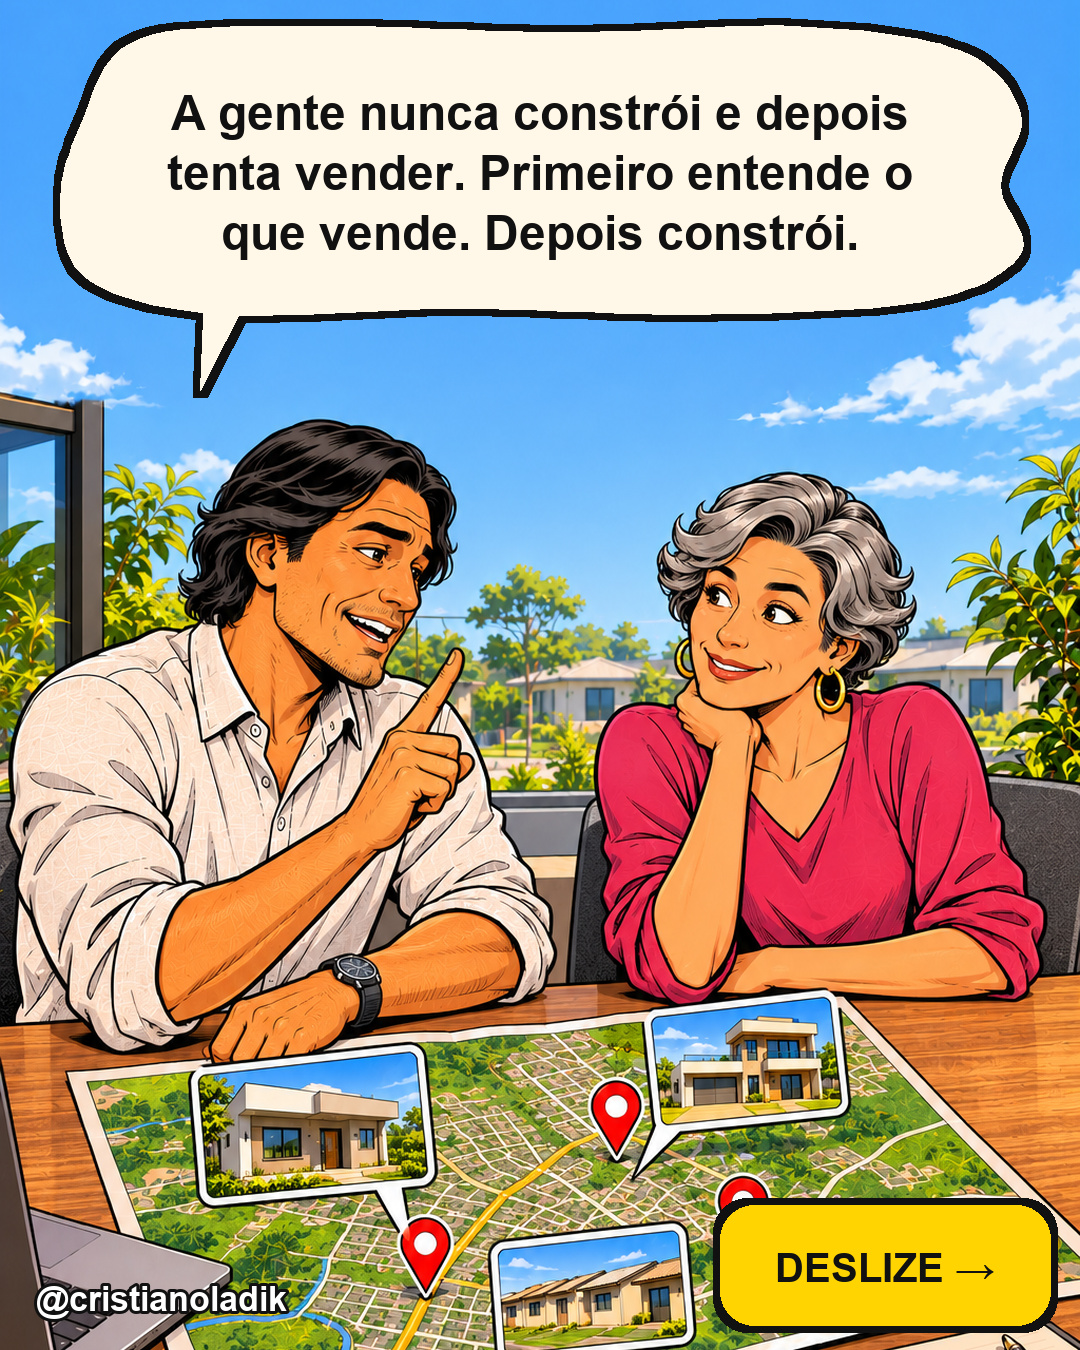 A gente nunca constrói e depois
tenta vender. Primeiro entende o
que vende. Depois constrói.
DESLIZE →
@cristianoladik